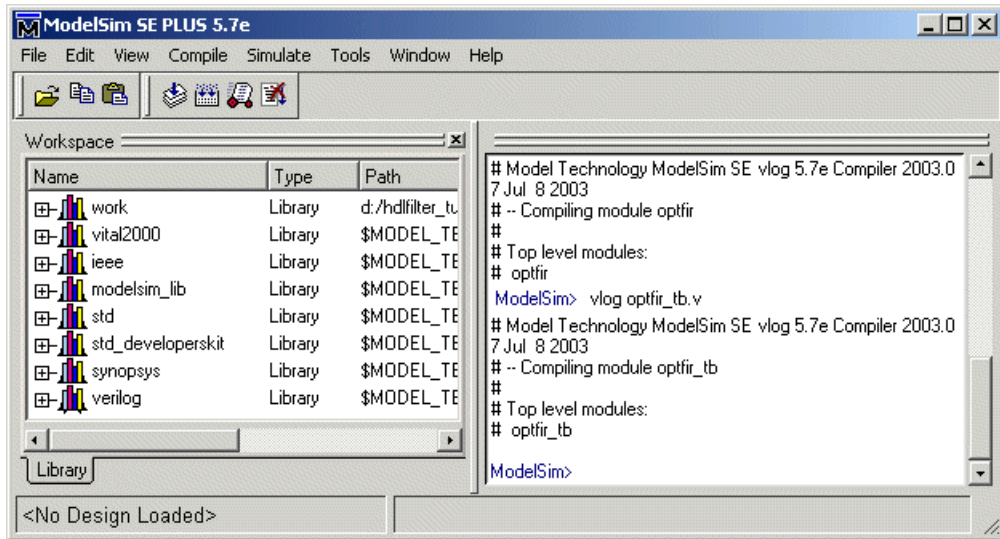 ModelSim SE PLUS 5.7e
File Edit View Compile Simulate Tools Window Help
Workspace
Name Type Path
work Library d:/hdlfilter_tu
vital2000 Library $MODEL_TE
ieee Library $MODEL_TE
modelsim_lib Library $MODEL_TE
std Library $MODEL_TE
std_developerskit Library $MODEL_TE
synopsys Library $MODEL_TE
verilog Library $MODEL_TE
Library
# Model Technology ModelSim SE vlog 5.7e Compiler 2003.0
7 Jul 8 2003
# -- Compiling module optfir
#
# Top level modules:
# optfir
ModelSim> vlog optfir_tb.v
# Model Technology ModelSim SE vlog 5.7e Compiler 2003.0
7 Jul 8 2003
# -- Compiling module optfir_tb
#
# Top level modules:
# optfir_tb
ModelSim>
<No Design Loaded>